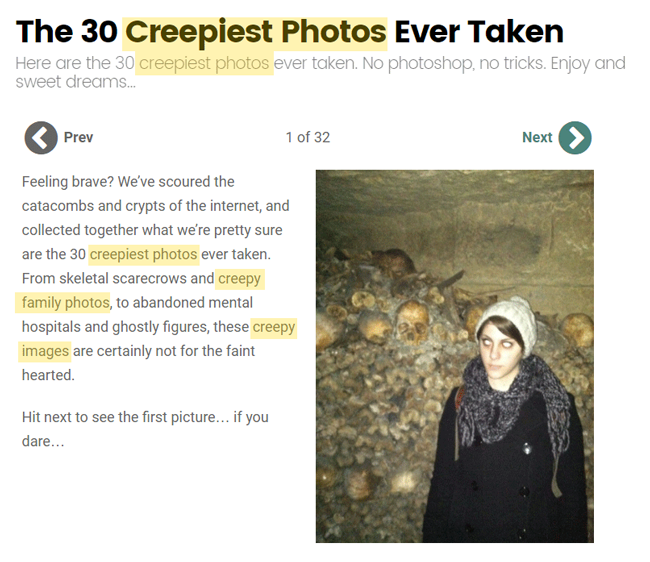 The 30 Creepiest Photos Ever Taken
Here are the 30 creepiest photos ever taken. No photoshop, no tricks. Enjoy and
sweet dreams...
Prev
1 of 32
Next
Feeling brave? We’ve scoured the
catacombs and crypts of the internet, and
collected together what we’re pretty sure
are the 30 creepiest photos ever taken.
From skeletal scarecrows and creepy
family photos, to abandoned mental
hospitals and ghostly figures, these creepy
images are certainly not for the faint
hearted.
Hit next to see the first picture… if you
dare…